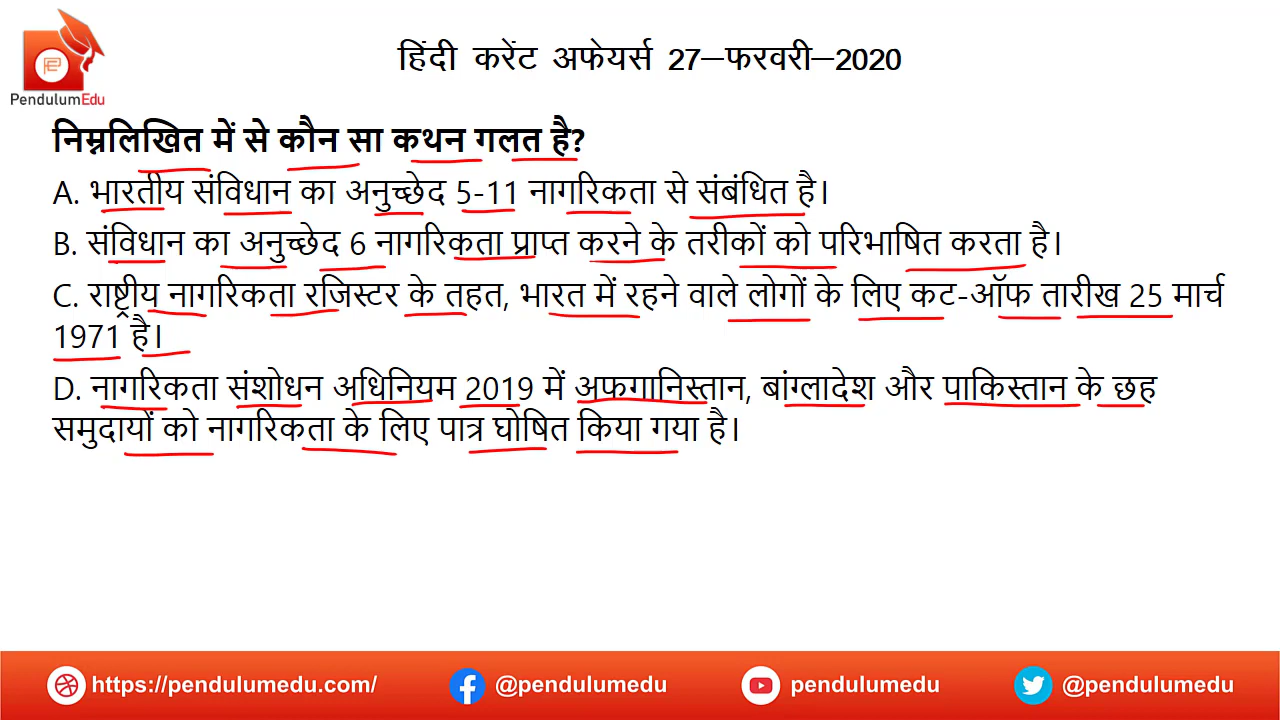 PendulumEdu
हिंदी करेंट अफेयर्स 27–फरवरी–2020
निम्नलिखित में से कौन सा कथन गलत है?
A. भारतीय संविधान का अनुच्छेद 5-11 नागरिकता से संबंधित है।
B. संविधान का अनुच्छेद 6 नागरिकता प्राप्त करने के तरीकों को परिभाषित करता है।
C. राष्ट्रीय नागरिकता रजिस्टर के तहत, भारत में रहने वाले लोगों के लिए कट-ऑफ तारीख 25 मार्च
1971 है।
D. नागरिकता संशोधन अधिनियम 2019 में अफगानिस्तान, बांग्लादेश और पाकिस्तान के छह
समुदायों को नागरिकता के लिए पात्र घोषित किया गया है।
https://pendulumedu.com/ @pendulumedu pendulumedu @pendulumedu